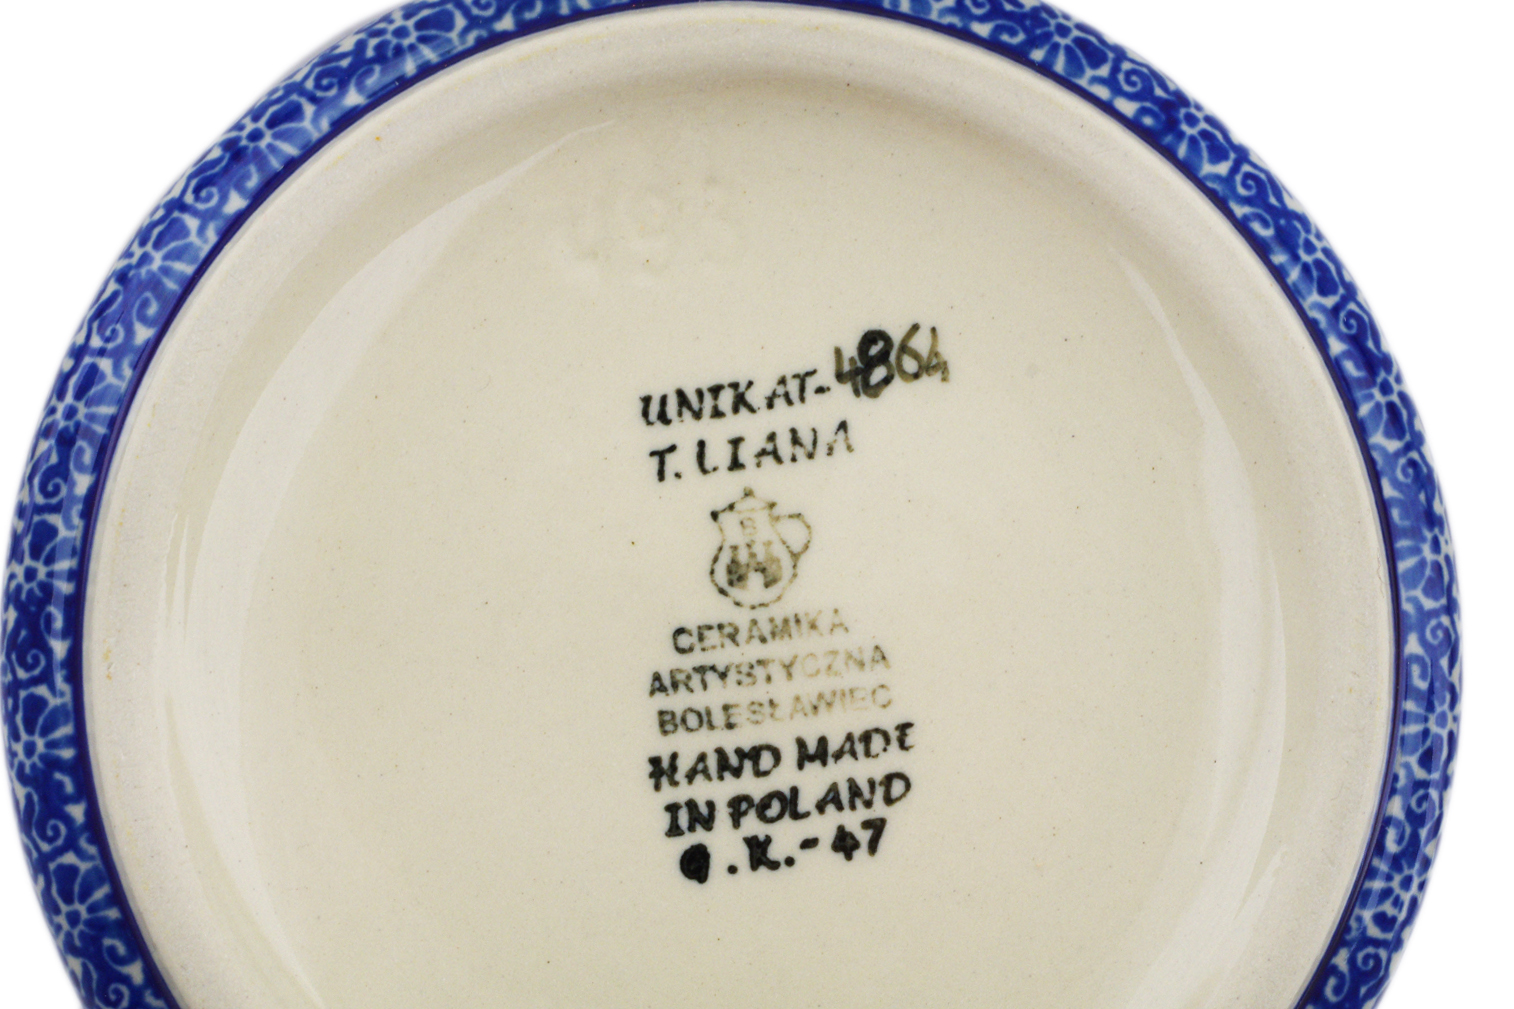 UNIKAT-4864
T. LIANA
B
CERAMIKA
ARTYSTYCZNA
BOLESŁAWIEC
HAND MADE
IN POLAND
.K.-47